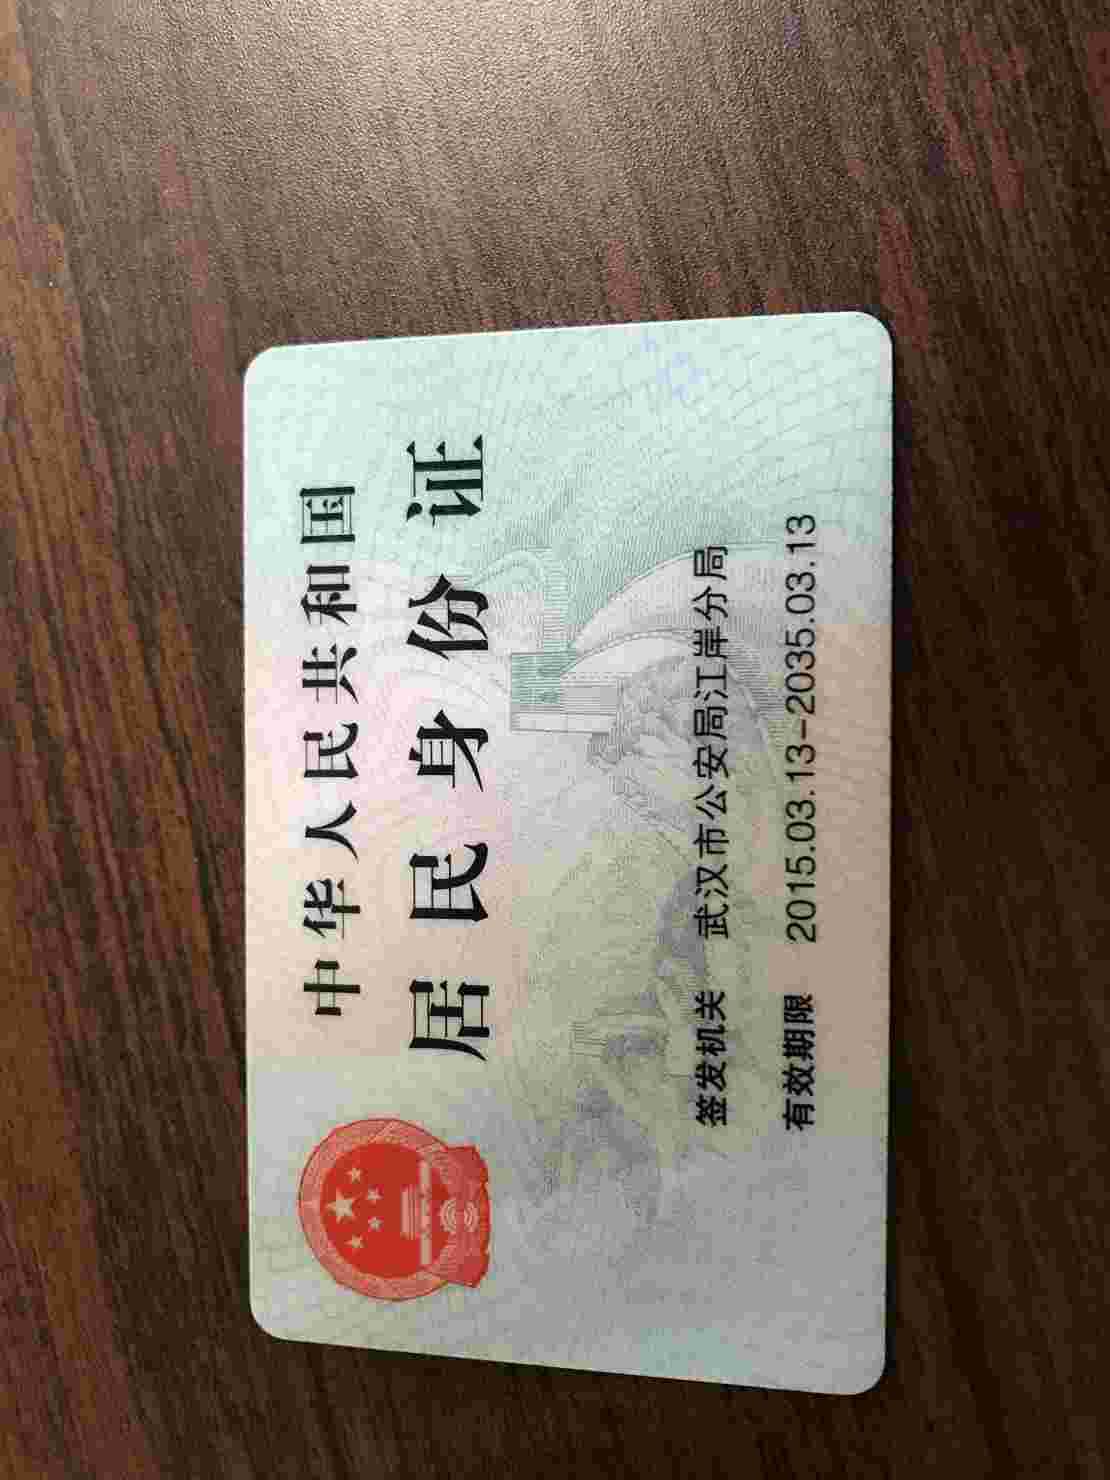 中华人民共和国
居民身份证
签发机关 武汉市公安局江岸分局
有效期限 2015.03.13-2035.03.13